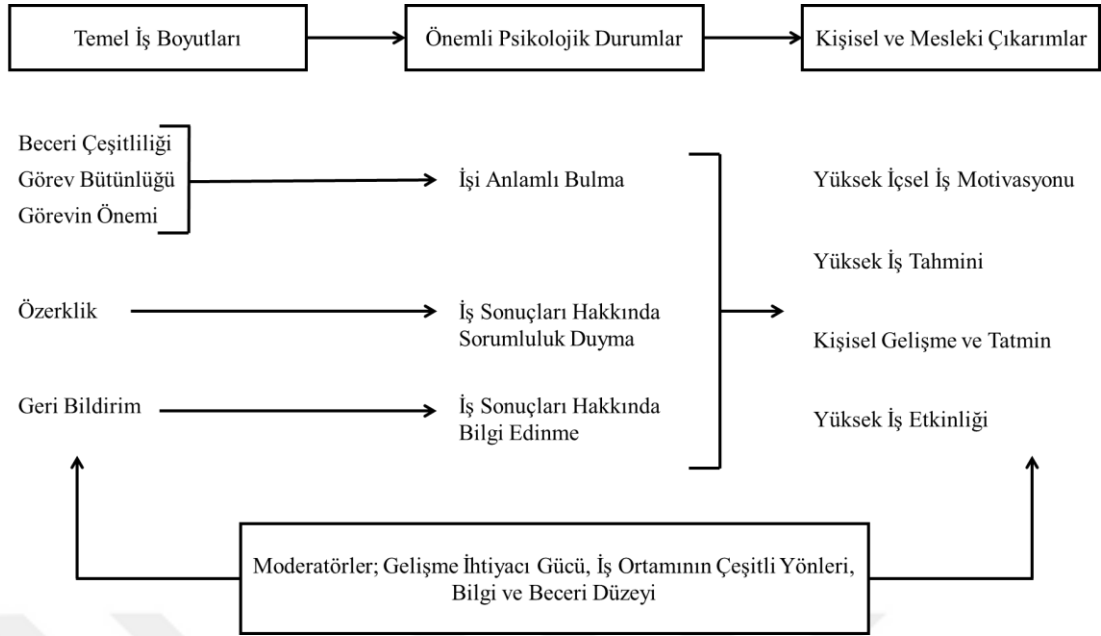 Temel İş Boyutları
Önemli Psikolojik Durumlar
Kişisel ve Mesleki Çıkarımlar
Beceri Çeşitliliği
Görev Bütünlüğü
Görevin Önemi
İşi Anlamlı Bulma
Yüksek İçsel İş Motivasyonu
Yüksek İş Tahmini
Özerklik
İş Sonuçları Hakkında
Sorumluluk Duyma
Kişisel Gelişme ve Tatmin
Geri Bildirim
İş Sonuçları Hakkında
Bilgi Edinme
Yüksek İş Etkinliği
Moderatörler; Gelişme İhtiyacı Gücü, İş Ortamının Çeşitli Yönleri,
Bilgi ve Beceri Düzeyi